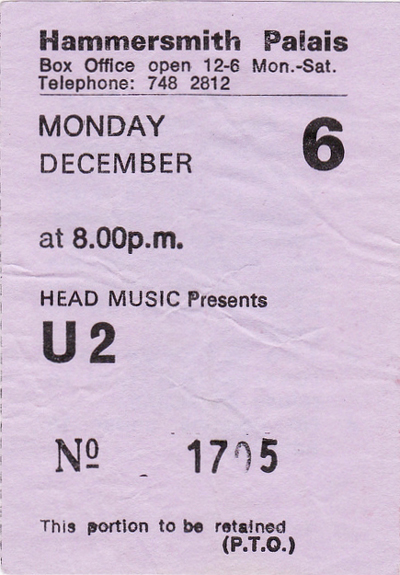 Hammersmith Palais
Box Office open 12-6 Mon.-Sat.
Telephone: 748 2812
MONDAY 6
DECEMBER
at 8.00p.m.
HEAD MUSIC Presents
U2
Nº 1705
This portion to be retained
(P.T.O.)